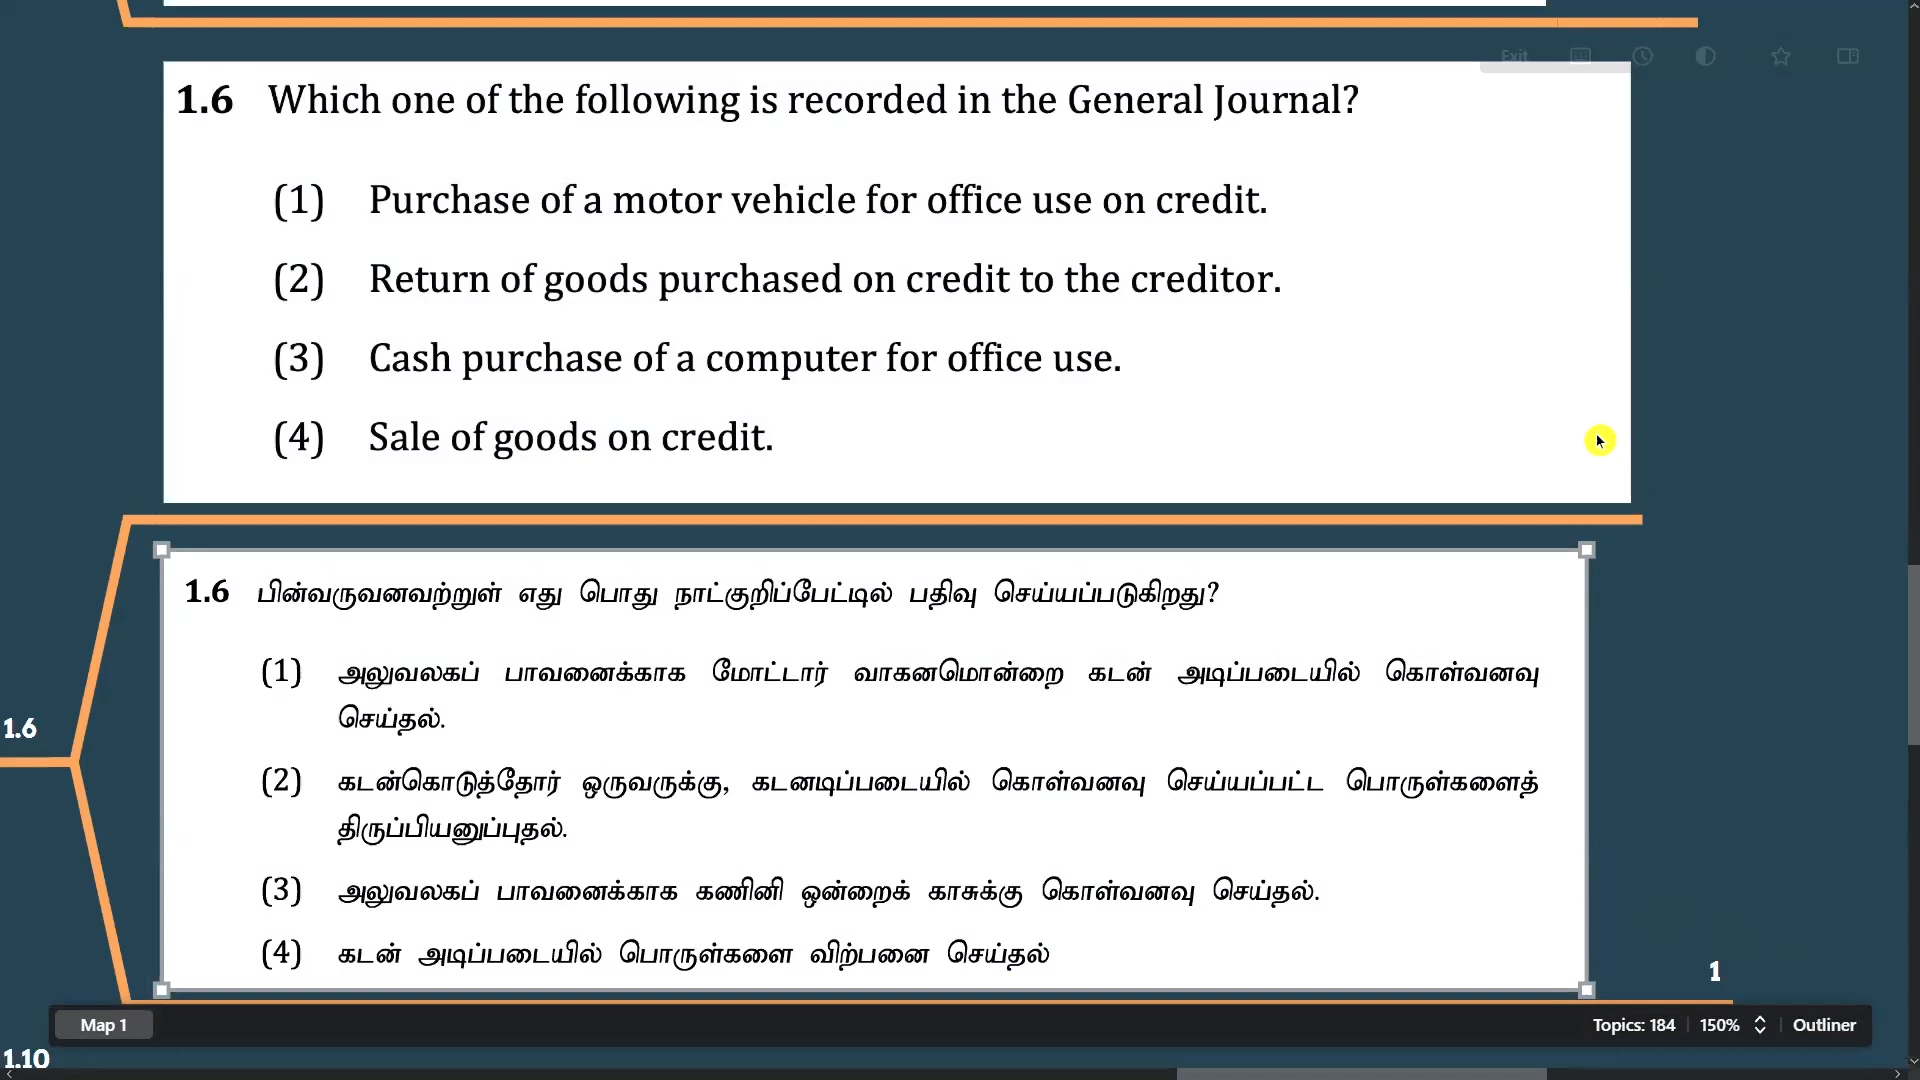 Exit
1.6 Which one of the following is recorded in the General Journal?
(1) Purchase of a motor vehicle for office use on credit.
(2) Return of goods purchased on credit to the creditor.
(3) Cash purchase of a computer for office use.
(4) Sale of goods on credit.
1.6 பின்வருவனவற்றுள் எது பொது நாட்குறிப்பேட்டில் பதிவு செய்யப்படுகிறது?
(1) அலுவலகப் பாவனைக்காக மோட்டார் வாகனமொன்றை கடன் அடிப்படையில் கொள்வனவு
செய்தல்.
1.6
(2) கடன்கொடுத்தோர் ஒருவருக்கு, கடனடிப்படையில் கொள்வனவு செய்யப்பட்ட பொருள்களைத்
திருப்பியனுப்புதல்.
(3) அலுவலகப் பாவனைக்காக கணினி ஒன்றைக் காசுக்கு கொள்வனவு செய்தல்.
(4) கடன் அடிப்படையில் பொருள்களை விற்பனை செய்தல்
1
Map 1 Topics: 184 150% Outliner
1.10